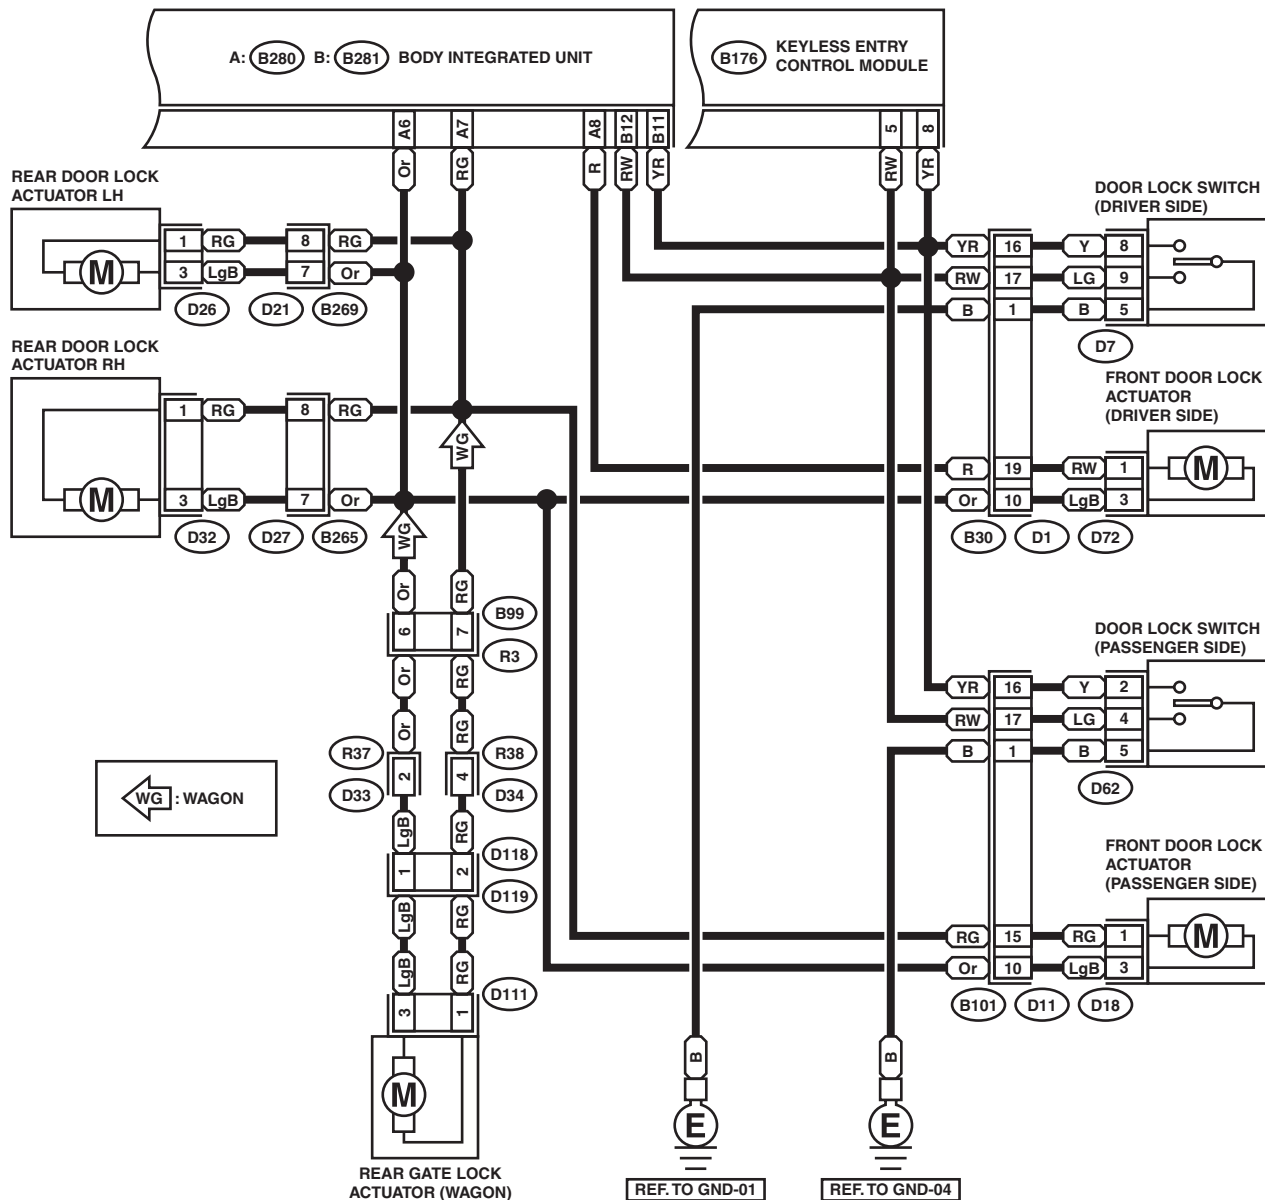 A: B280 B: B281 BODY INTEGRATED UNIT
B176 KEYLESS ENTRY
CONTROL MODULE
A6 A7 A8 B12 B11 5 8
Or RG R RW YR RW YR
REAR DOOR LOCK
ACTUATOR LH
M
1 RG 8 RG
3 LgB 7 Or
D26 D21 B269
DOOR LOCK SWITCH
(DRIVER SIDE)
YR 16 Y 8
RW 17 LG 9
B 1 B 5
D7
REAR DOOR LOCK
ACTUATOR RH
1 RG 8 RG
WG
M
3 LgB 7 Or
WG
D32 D27 B265
FRONT DOOR LOCK
ACTUATOR
(DRIVER SIDE)
R 19 RW 1
M
Or 10 LgB 3
B30 D1 D72
Or RG
B99
6 7
R3
Or RG
Or RG
R37 R38
2 4
D33 D34
LgB RG
D118
1 2
D119
LgB RG
LgB RG
D111
3 1
M
REAR GATE LOCK
ACTUATOR (WAGON)
WG : WAGON
DOOR LOCK SWITCH
(PASSENGER SIDE)
YR 16 Y 2
RW 17 LG 4
B 1 B 5
D62
FRONT DOOR LOCK
ACTUATOR
(PASSENGER SIDE)
RG 15 RG 1
M
Or 10 LgB 3
B101 D11 D18
B B
E E
REF. TO GND-01 REF. TO GND-04